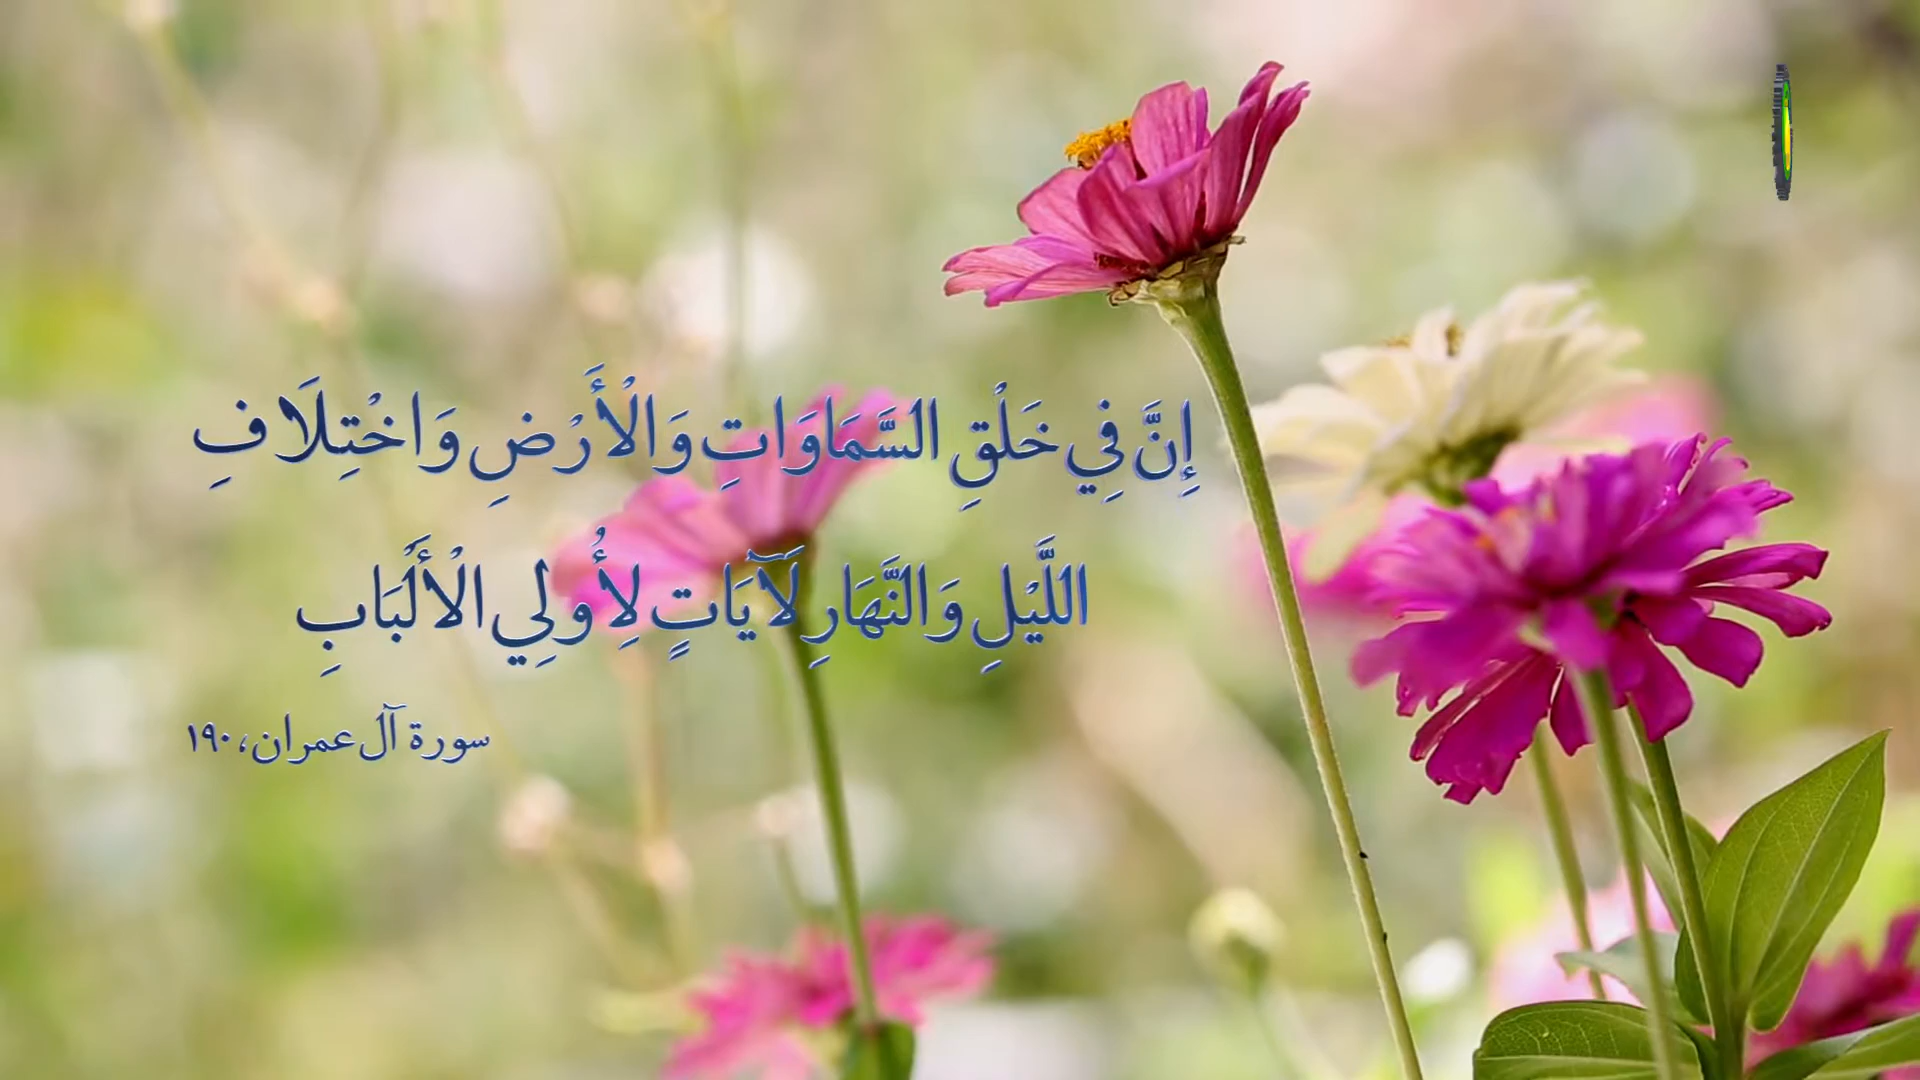 إِنَّ فِي خَلْقِ السَّمَاوَاتِ وَالْأَرْضِ وَاخْتِلَافِ
اللَّيْلِ وَالنَّهَارِ لَآيَاتٍ لِأُولِي الْأَلْبَابِ
سورة آل عمران، ١٩٠